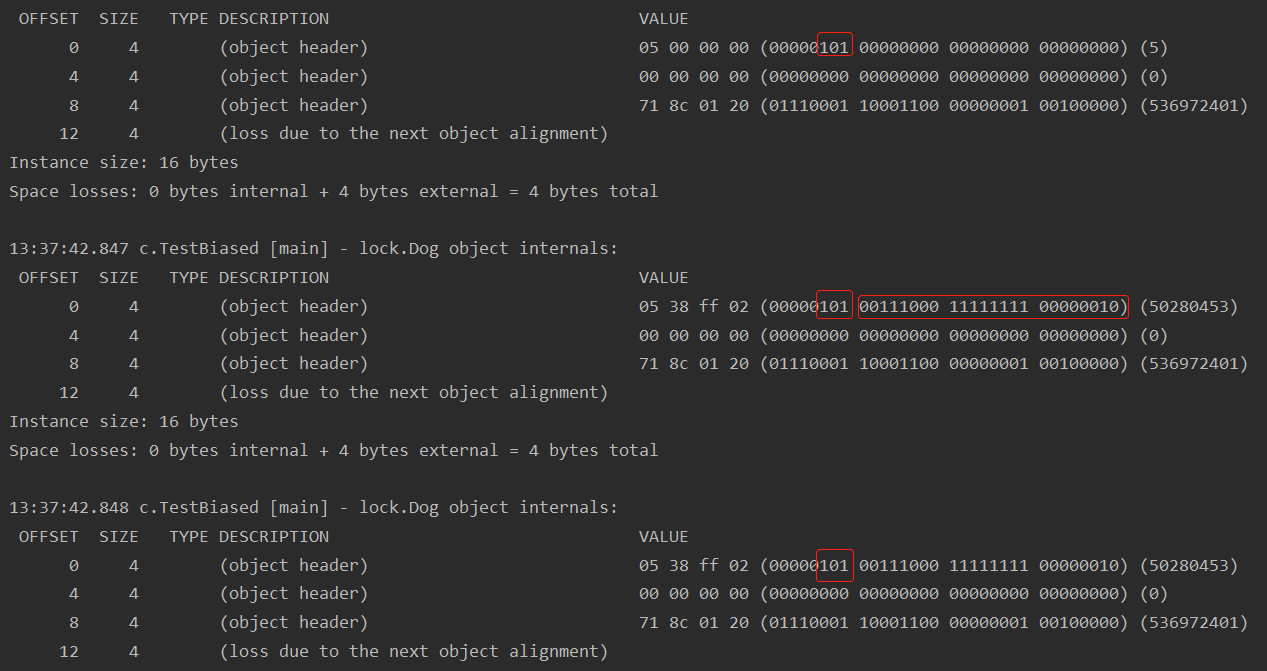 OFFSET  SIZE   TYPE DESCRIPTION                               VALUE
     0     4        (object header)                           05 00 00 00 (00000101 00000000 00000000 00000000) (5)
     4     4        (object header)                           00 00 00 00 (00000000 00000000 00000000 00000000) (0)
     8     4        (object header)                           71 8c 01 20 (01110001 10001100 00000001 00100000) (536972401)
    12     4        (loss due to the next object alignment)
Instance size: 16 bytes
Space losses: 0 bytes internal + 4 bytes external = 4 bytes total
13:37:42.847 c.TestBiased [main] - lock.Dog object internals:
OFFSET  SIZE   TYPE DESCRIPTION                               VALUE
     0     4        (object header)                           05 38 ff 02 (00000101 00111000 11111111 00000010) (50280453)
     4     4        (object header)                           00 00 00 00 (00000000 00000000 00000000 00000000) (0)
     8     4        (object header)                           71 8c 01 20 (01110001 10001100 00000001 00100000) (536972401)
    12     4        (loss due to the next object alignment)
Instance size: 16 bytes
Space losses: 0 bytes internal + 4 bytes external = 4 bytes total
13:37:42.848 c.TestBiased [main] - lock.Dog object internals:
OFFSET  SIZE   TYPE DESCRIPTION                               VALUE
     0     4        (object header)                           05 38 ff 02 (00000101 00111000 11111111 00000010) (50280453)
     4     4        (object header)                           00 00 00 00 (00000000 00000000 00000000 00000000) (0)
     8     4        (object header)                           71 8c 01 20 (01110001 10001100 00000001 00100000) (536972401)
    12     4        (loss due to the next object alignment)